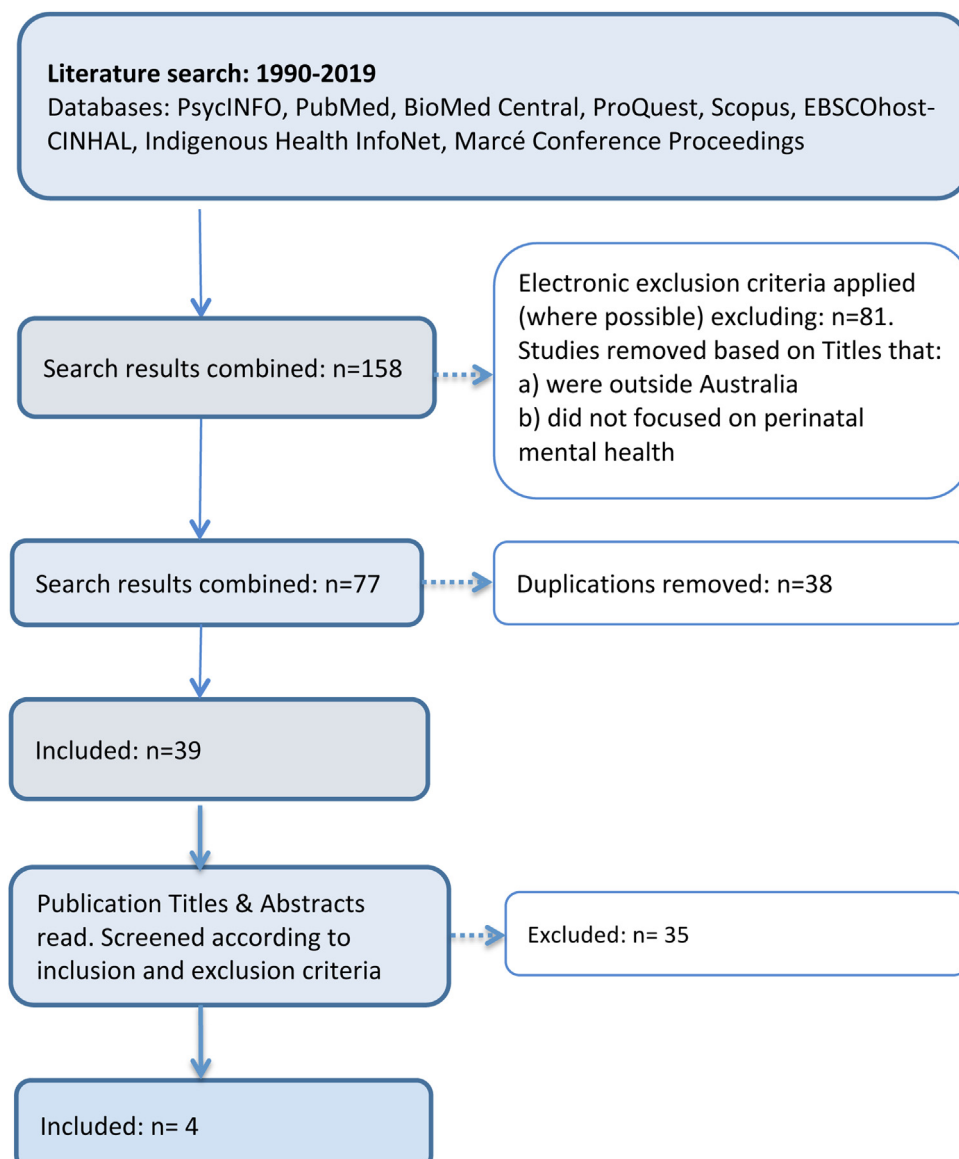 Literature search: 1990-2019
Databases: PsycINFO, PubMed, BioMed Central, ProQuest, Scopus, EBSCOhost-
CINHAL, Indigenous Health InfoNet, Marcé Conference Proceedings
Electronic exclusion criteria applied
(where possible) excluding: n=81.
Studies removed based on Titles that:
a) were outside Australia
b) did not focused on perinatal
mental health
Search results combined: n=158
Search results combined: n=77
Duplications removed: n=38
Included: n=39
Publication Titles & Abstracts
read. Screened according to
inclusion and exclusion criteria
Excluded: n= 35
Included: n= 4